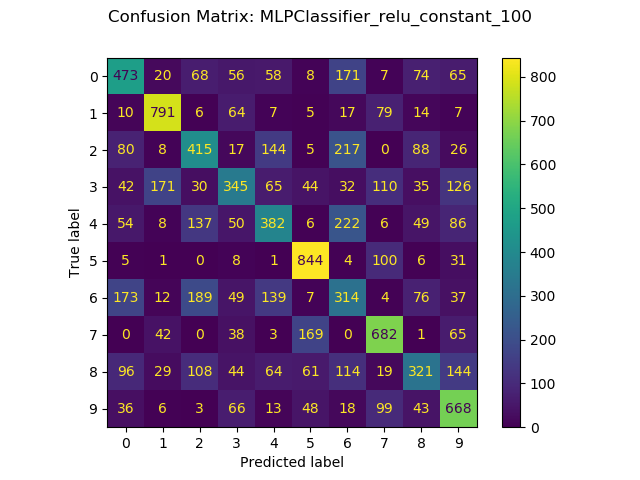 Confusion Matrix: MLPClassifier_relu_constant_100
0 473 20 68 56 58 8 171 7 74 65
1 10 791 6 64 7 5 17 79 14 7
2 80 8 415 17 144 5 217 0 88 26
3 42 171 30 345 65 44 32 110 35 126
4 54 8 137 50 382 6 222 6 49 86
5 5 1 0 8 1 844 4 100 6 31
6 173 12 189 49 139 7 314 4 76 37
7 0 42 0 38 3 169 0 682 1 65
8 96 29 108 44 64 61 114 19 321 144
9 36 6 3 66 13 48 18 99 43 668
0 1 2 3 4 5 6 7 8 9
Predicted label
True label
800
700
600
500
400
300
200
100
0